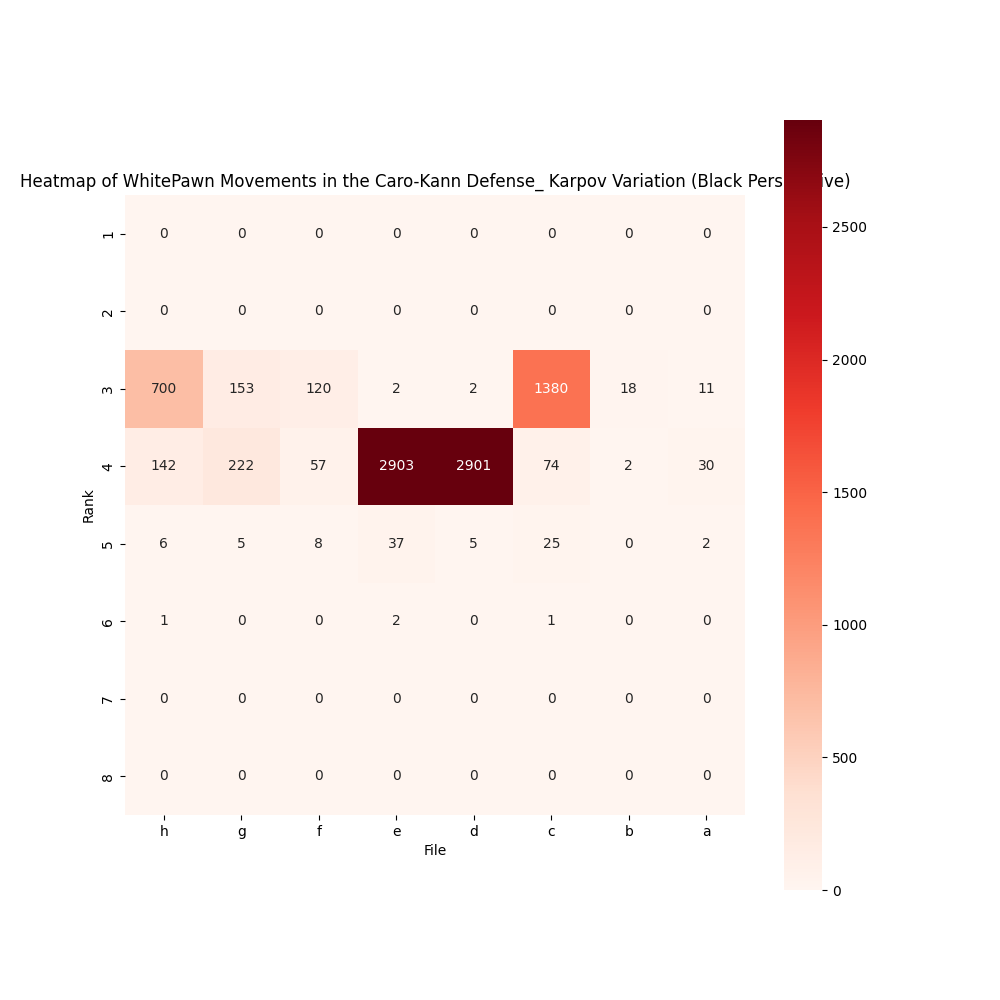 Heatmap of WhitePawn Movements in the Caro-Kann Defense_ Karpov Variation (Black Pers ive)
1 0 0 0 0 0 0 0 0
2 0 0 0 0 0 0 0 0
3 700 153 120 2 2 1380 18 11
4 142 222 57 2903 2901 74 2 30
5 6 5 8 37 5 25 0 2
6 1 0 0 2 0 1 0 0
7 0 0 0 0 0 0 0 0
8 0 0 0 0 0 0 0 0
h g f e d c b a
Rank
File
2500
2000
1500
1000
500
0